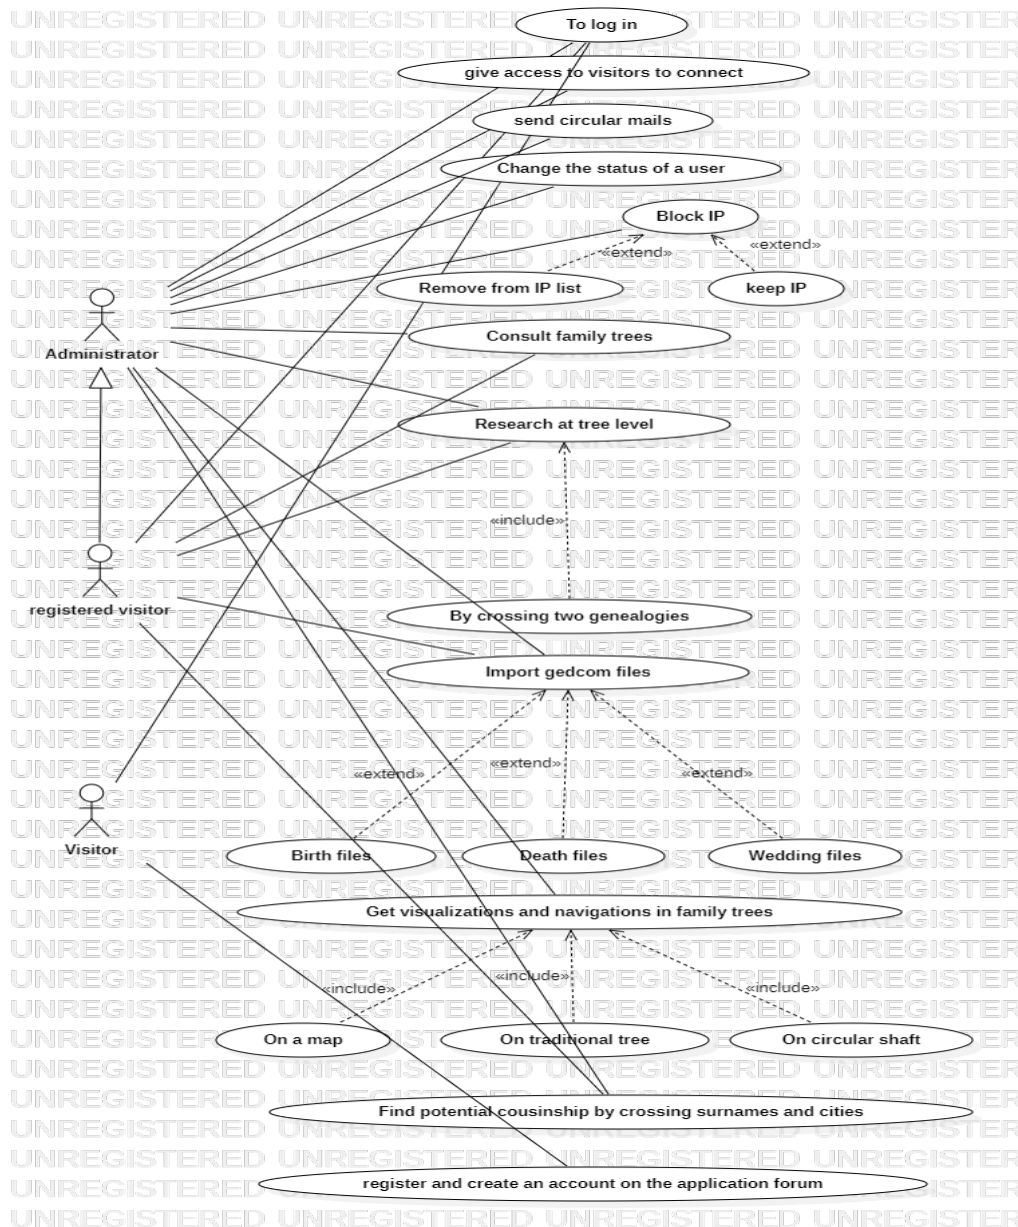 To log in
give access to visitors to connect
send circular mails
Change the status of a user
Block IP
«extend»
«extend»
Remove from IP list
keep IP
Consult family trees
Administrator
Research at tree level
«include»
registered visitor
By crossing two genealogies
Import gedcom files
«extend»
«extend»
«extend»
Visitor
Birth files
Death files
Wedding files
Get visualizations and navigations in family trees
«include»
«include»
«include»
On a map
On traditional tree
On circular shaft
Find potential cousinship by crossing surnames and cities
register and create an account on the application forum
UNREGISTERED UNREGISTERED UNREGISTERED UNREGISTER